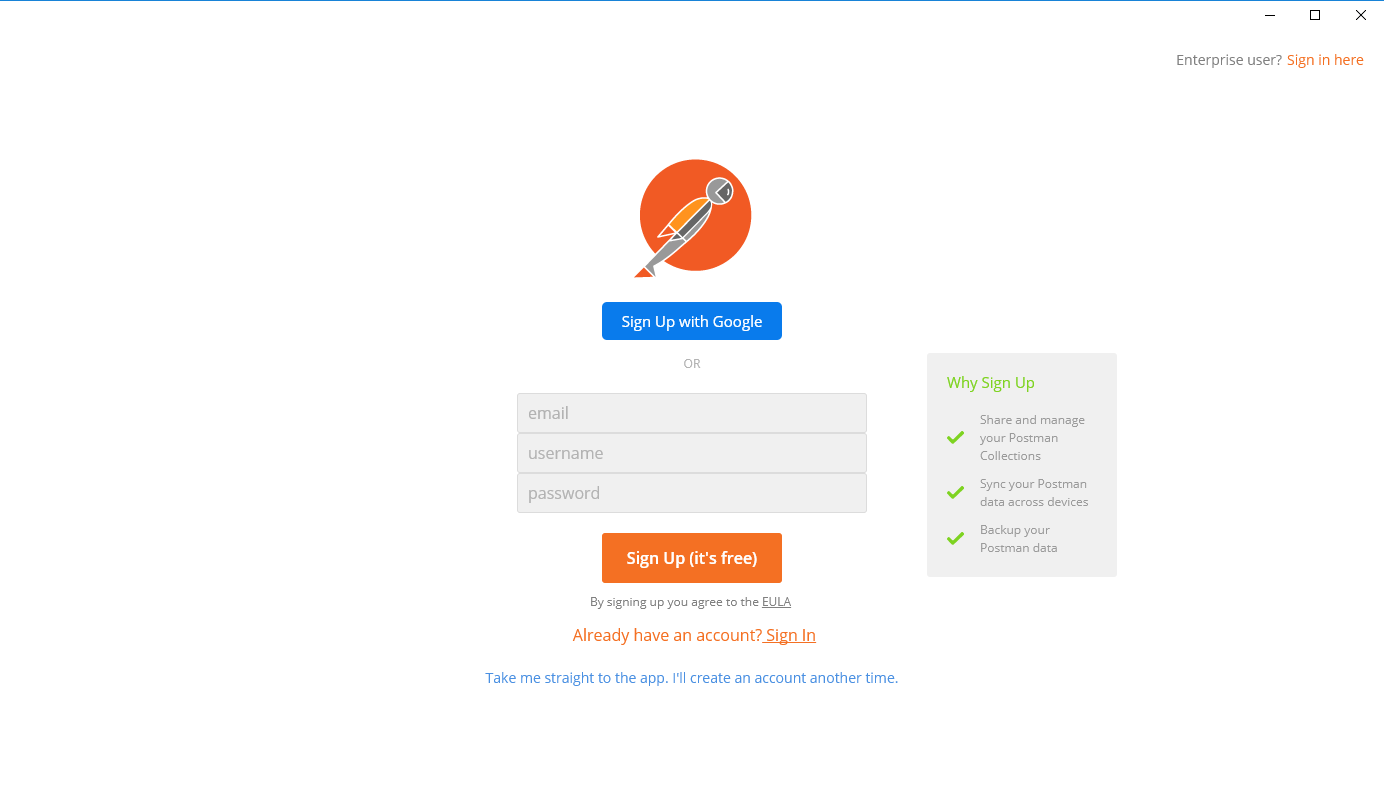 Enterprise user? Sign in here
Sign Up with Google
OR
email
username
password
Sign Up (it's free)
By signing up you agree to the EULA
Already have an account? Sign In
Take me straight to the app. I'll create an account another time.
Why Sign Up
Share and manage
your Postman
Collections
Sync your Postman
data across devices
Backup your
Postman data